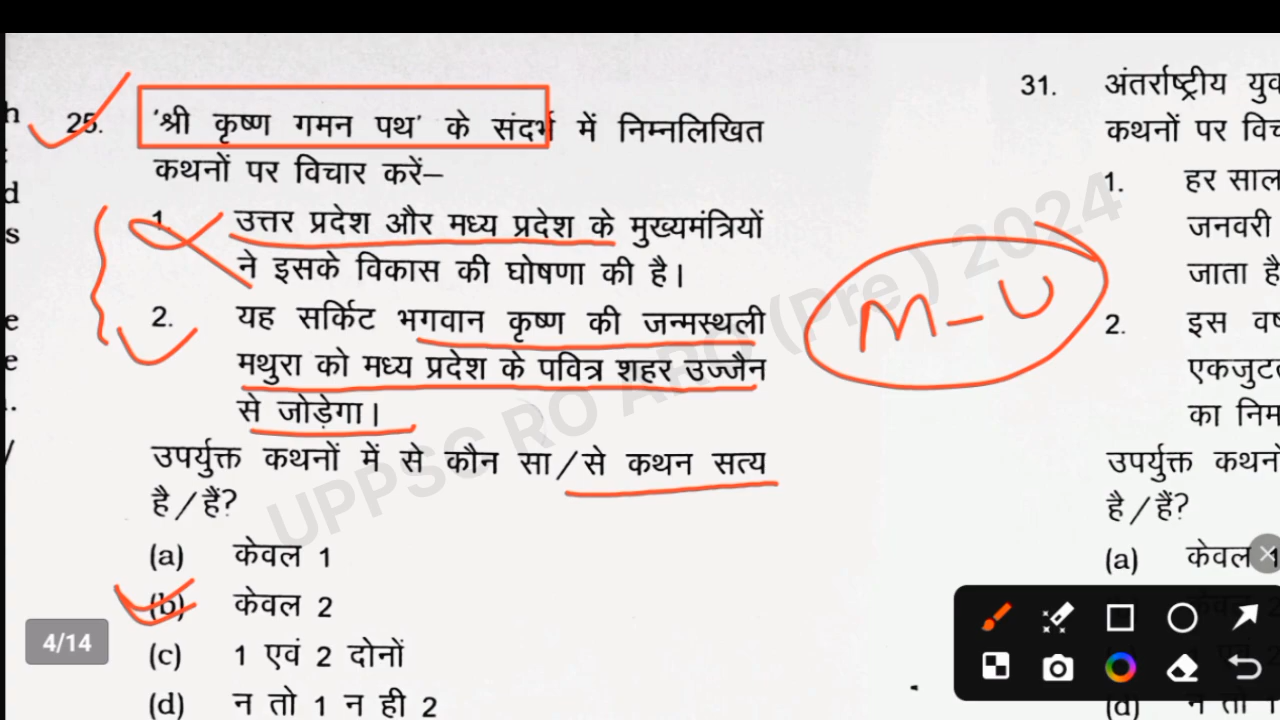 25. 'श्री कृष्ण गमन पथ' के संदर्भ में निम्नलिखित
कथनों पर विचार करें–
1. उत्तर प्रदेश और मध्य प्रदेश के मुख्यमंत्रियों
ने इसके विकास की घोषणा की है।
2. यह सर्किट भगवान कृष्ण की जन्मस्थली
मथुरा को मध्य प्रदेश के पवित्र शहर उज्जैन
से जोड़ेगा।
उपर्युक्त कथनों में से कौन सा/से कथन सत्य
है/हैं?
(a) केवल 1
(b) केवल 2
(c) 1 एवं 2 दोनों
(d) न तो 1 न ही 2
M-U
UPPSC RO ARO (Pre) 2024
4/14
31. अंतर्राष्ट्रीय
कथनों पर
1. हर साल
जनवरी
जाता है
2. इस
का
उपर्युक्त
है/हैं?
(a) केवल 1
(d) न तो